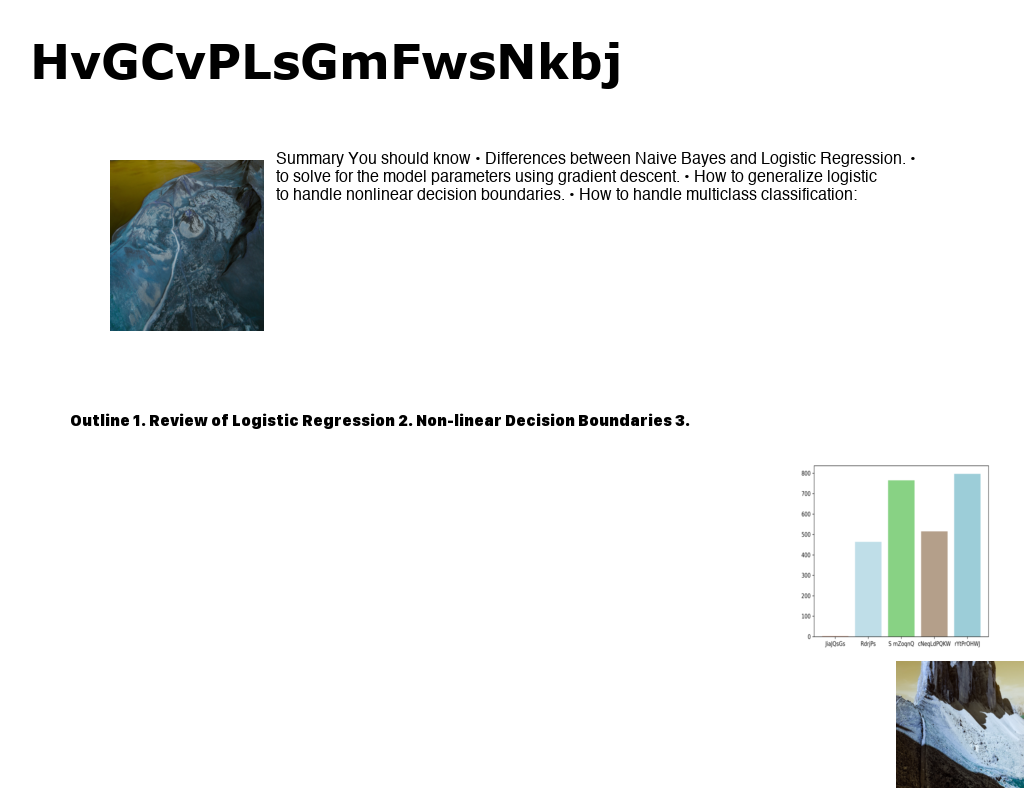 HvGCvPLsGmFwsNkbj
Summary You should know • Differences between Naive Bayes and Logistic Regression. •
to solve for the model parameters using gradient descent. • How to generalize logistic
to handle nonlinear decision boundaries. • How to handle multiclass classification:
Outline 1. Review of Logistic Regression 2. Non-linear Decision Boundaries 3.
800
700
600
500
400
300
200
100
0
RdrJPs
S mZoqnQ
cNeqLdPQKW